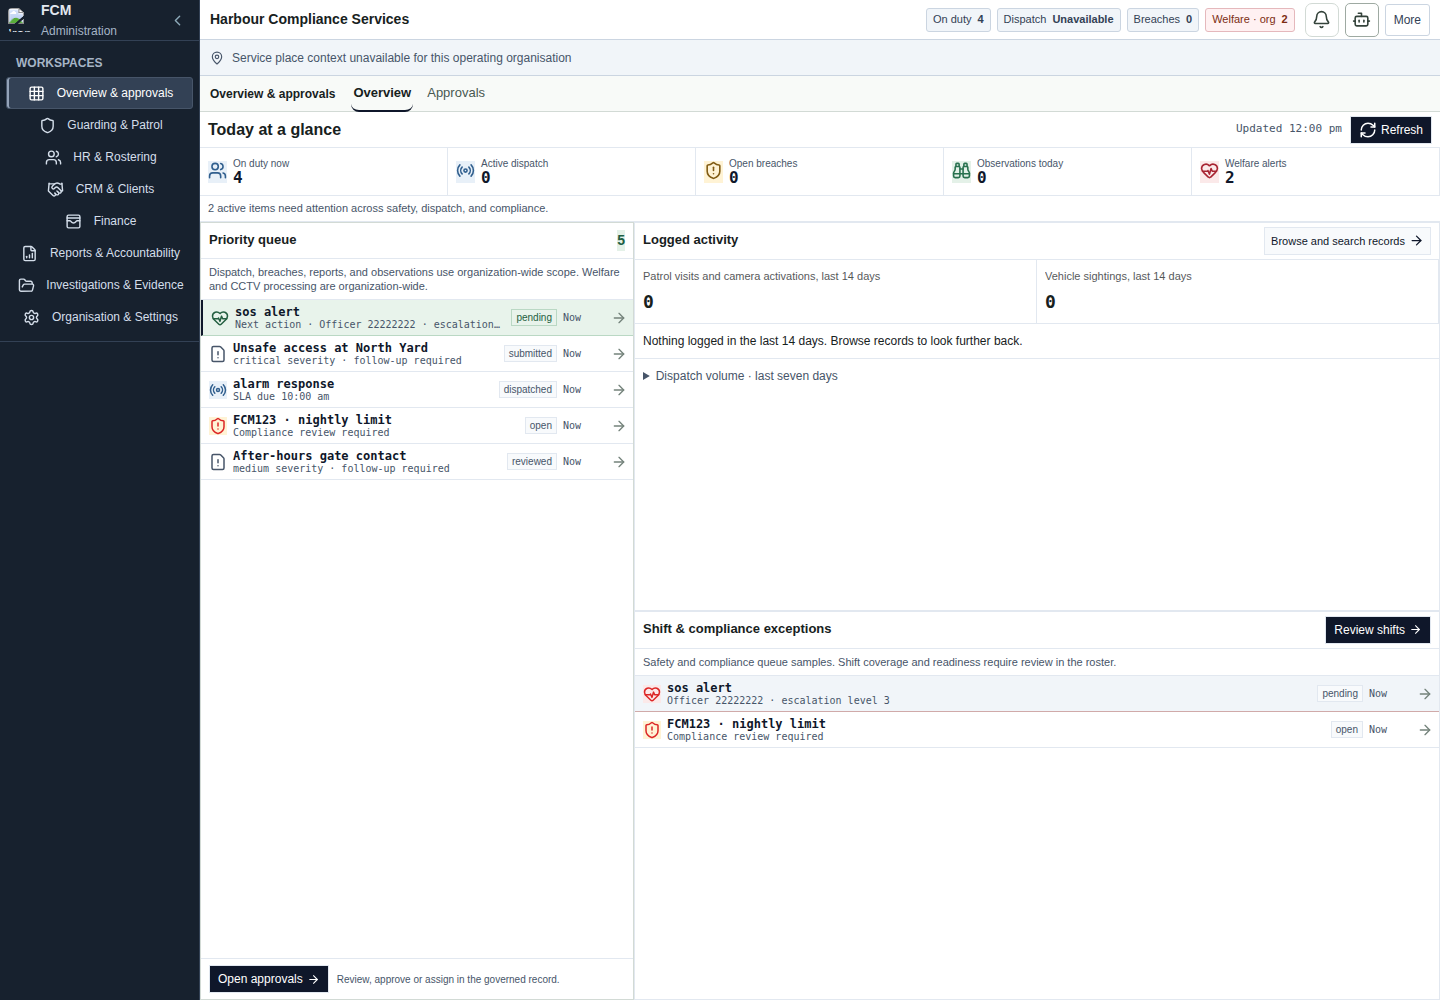 FCM
Administration
WORKSPACES
Overview & approvals
Guarding & Patrol
HR & Rostering
CRM & Clients
Finance
Reports & Accountability
Investigations & Evidence
Organisation & Settings
Harbour Compliance Services
On duty 4
Dispatch Unavailable
Breaches 0
Welfare · org 2
More
Service place context unavailable for this operating organisation
Overview & approvals
Overview
Approvals
Today at a glance
Updated 12:00 pm
Refresh
On duty now
4
Active dispatch
0
Open breaches
0
Observations today
0
Welfare alerts
2
2 active items need attention across safety, dispatch, and compliance.
Priority queue
5
Dispatch, breaches, reports, and observations use organization-wide scope. Welfare
and CCTV processing are organization-wide.
sos alert
Next action · Officer 22222222 · escalation…
pending
Now
Unsafe access at North Yard
critical severity · follow-up required
submitted
Now
alarm response
SLA due 10:00 am
dispatched
Now
FCM123 · nightly limit
Compliance review required
open
Now
After-hours gate contact
medium severity · follow-up required
reviewed
Now
Open approvals
Review, approve or assign in the governed record.
Logged activity
Browse and search records
Patrol visits and camera activations, last 14 days
0
Vehicle sightings, last 14 days
0
Nothing logged in the last 14 days. Browse records to look further back.
Dispatch volume · last seven days
Shift & compliance exceptions
Review shifts
Safety and compliance queue samples. Shift coverage and readiness require review in the roster.
sos alert
Officer 22222222 · escalation level 3
pending
Now
FCM123 · nightly limit
Compliance review required
open
Now